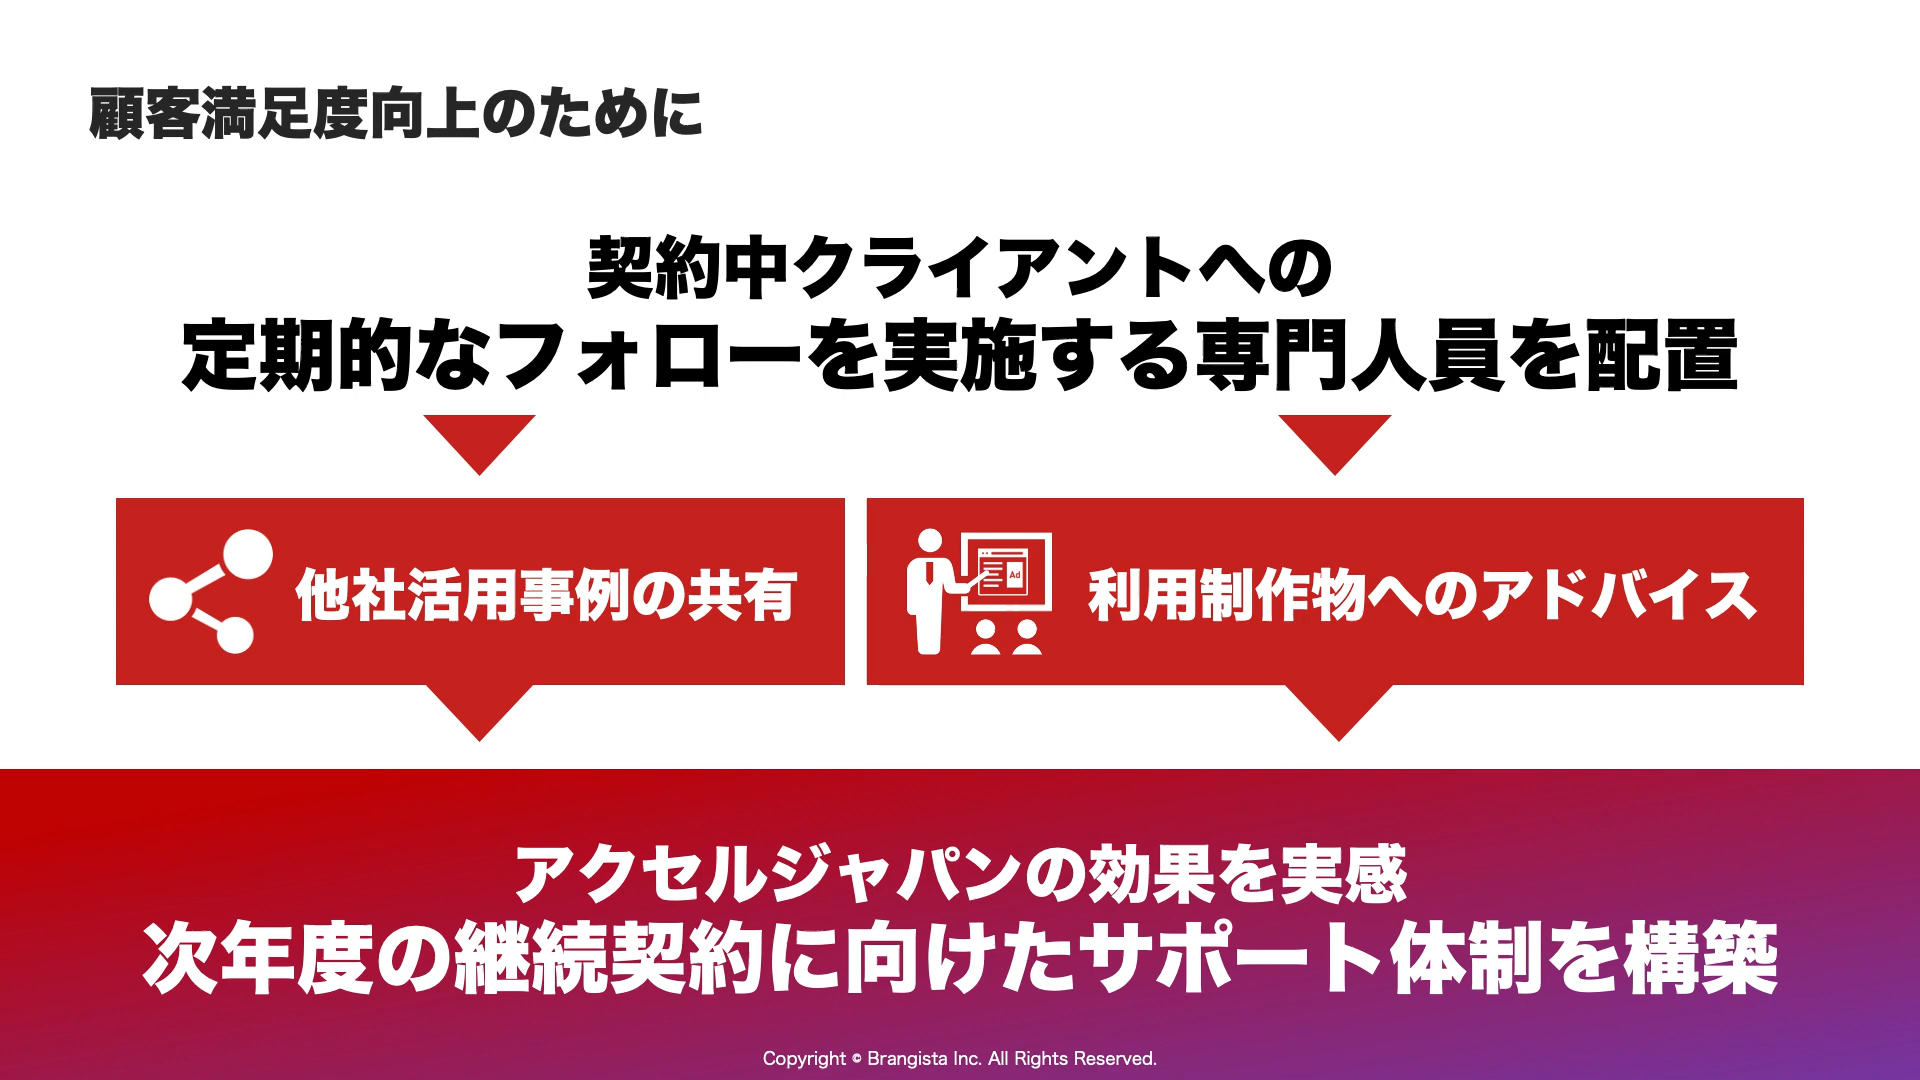 顧客満足度向上のために
契約中クライアントへの
定期的なフォローを実施する専門人員を配置
他社活用事例の共有
Ad
利用制作物へのアドバイス
アクセルジャパンの効果を実感
次年度の継続契約に向けたサポート体制を構築
Copyright © Brangista Inc. All Rights Reserved.